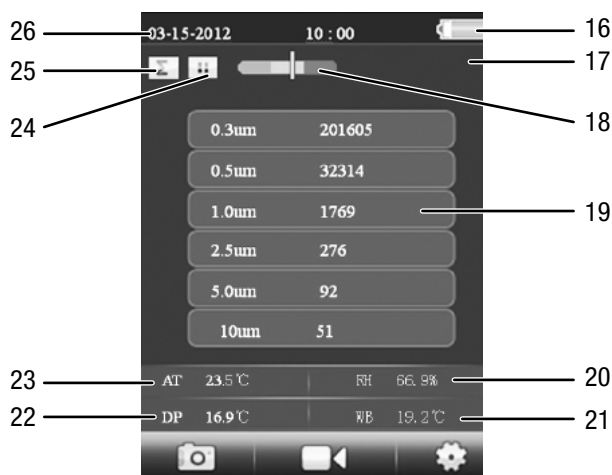 26 03-15-2012 10 : 00 16
25 Σ 17
24 18
0.3um 201605
0.5um 32314
1.0um 1769 19
2.5um 276
5.0um 92
10um 51
23 AT 23.5℃ RH 66.9% 20
22 DP 16.9℃ WB 19.2℃ 21